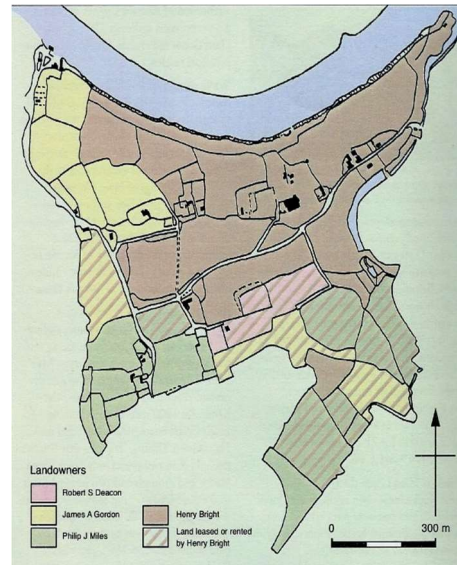 Landowners
Robert S Deacon
James A Gordon
Philip J Miles
Henry Bright
Land leased or rented
by Henry Bright
0
300 m